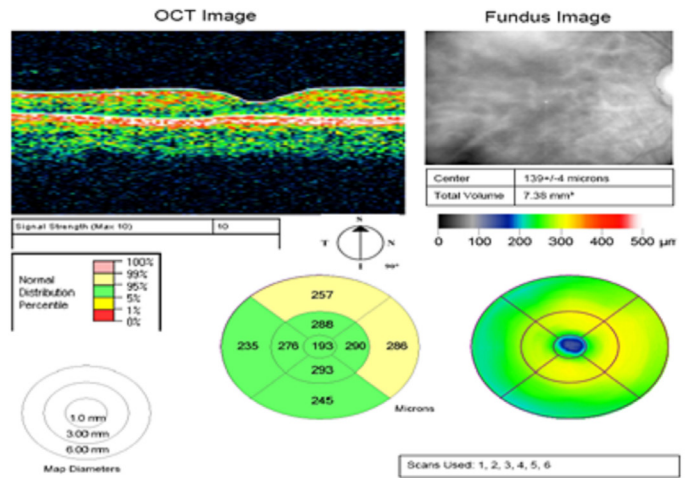 OCT Image
Fundus Image
Center 139+/-4 microns
Total Volume 7.38 mm³
Signal Strength (Max 10) 10
S
T N
I
90°
0 100 200 300 400 500 µm
Normal
Distribution
Percentile
100%
99%
95%
5%
1%
0%
257
288
235 276 193 290 286
293
245
Microns
1.0 mm
3.00 mm
6.00 mm
Map Diameters
Scans Used: 1, 2, 3, 4, 5, 6